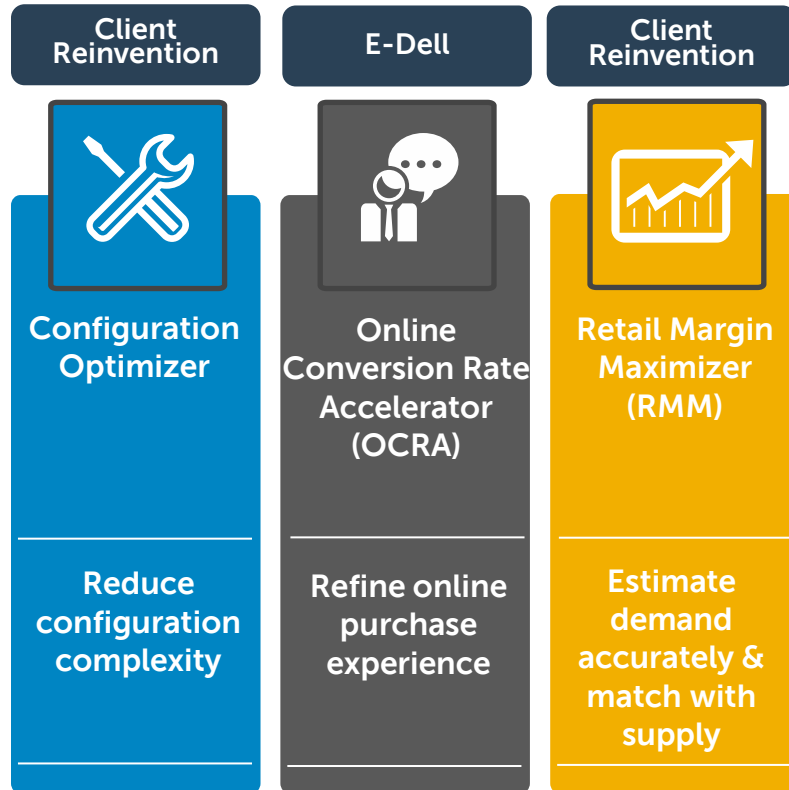 Client
Reinvention
E-Dell
Client
Reinvention
Configuration
Optimizer
Online
Conversion Rate
Accelerator
(OCRA)
Retail Margin
Maximizer
(RMM)
Reduce
configuration
complexity
Refine online
purchase
experience
Estimate
demand
accurately &
match with
supply